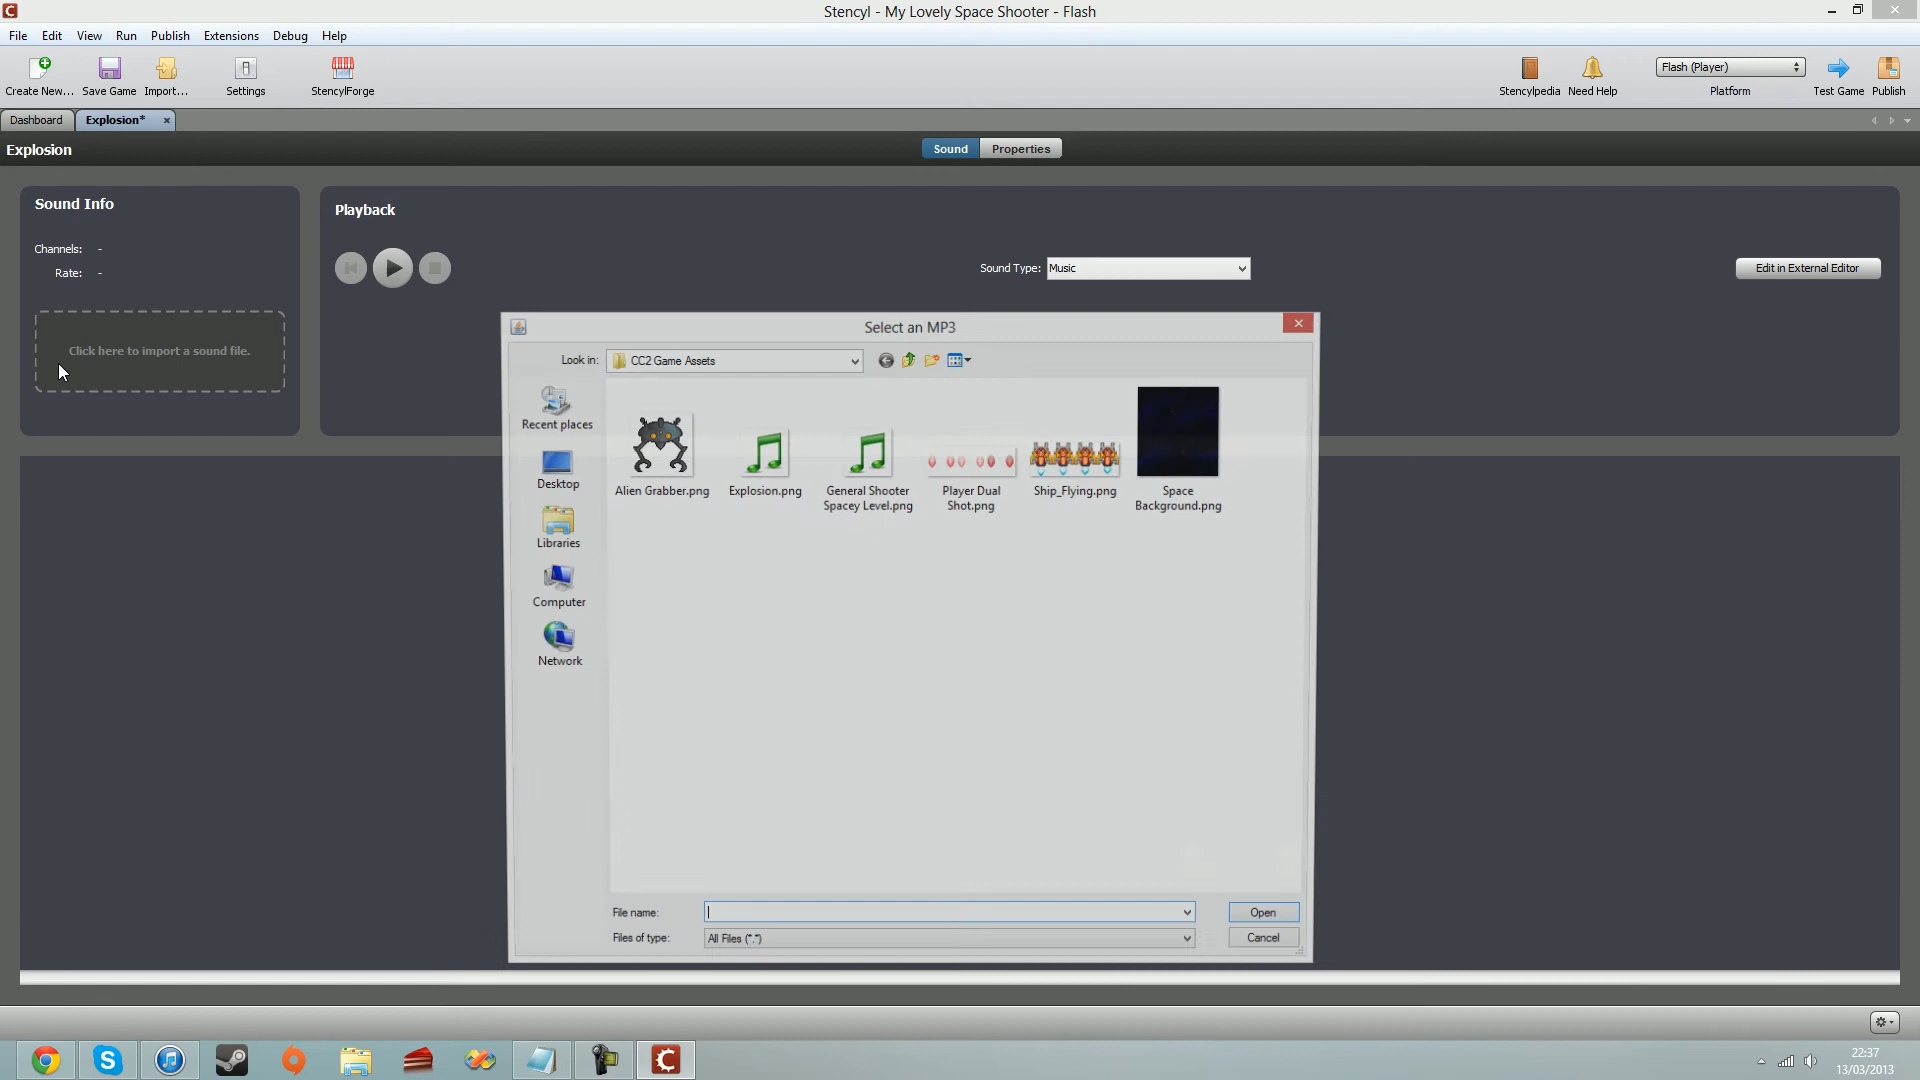 Stencyl - My Lovely Space Shooter - Flash
File Edit View Run Publish Extensions Debug Help
Create New... Save Game Import... Settings StencylForge
Flash (Player)
Stencylpedia Need Help Platform Test Game Publish
Dashboard Explosion*
Explosion
Sound Properties
Sound Info
Channels: -
Rate: -
Click here to import a sound file.
Playback
Sound Type: Music
Edit in External Editor
Select an MP3
Look in: CC2 Game Assets
Recent places
Desktop
Libraries
Computer
Network
Alien Grabber.png
Explosion.png
General Shooter
Spacey Level.png
Player Dual
Shot.png
Ship_Flying.png
Space
Background.png
File name:
Open
Files of type: All Files (*.*)
Cancel
22:37
13/03/2013